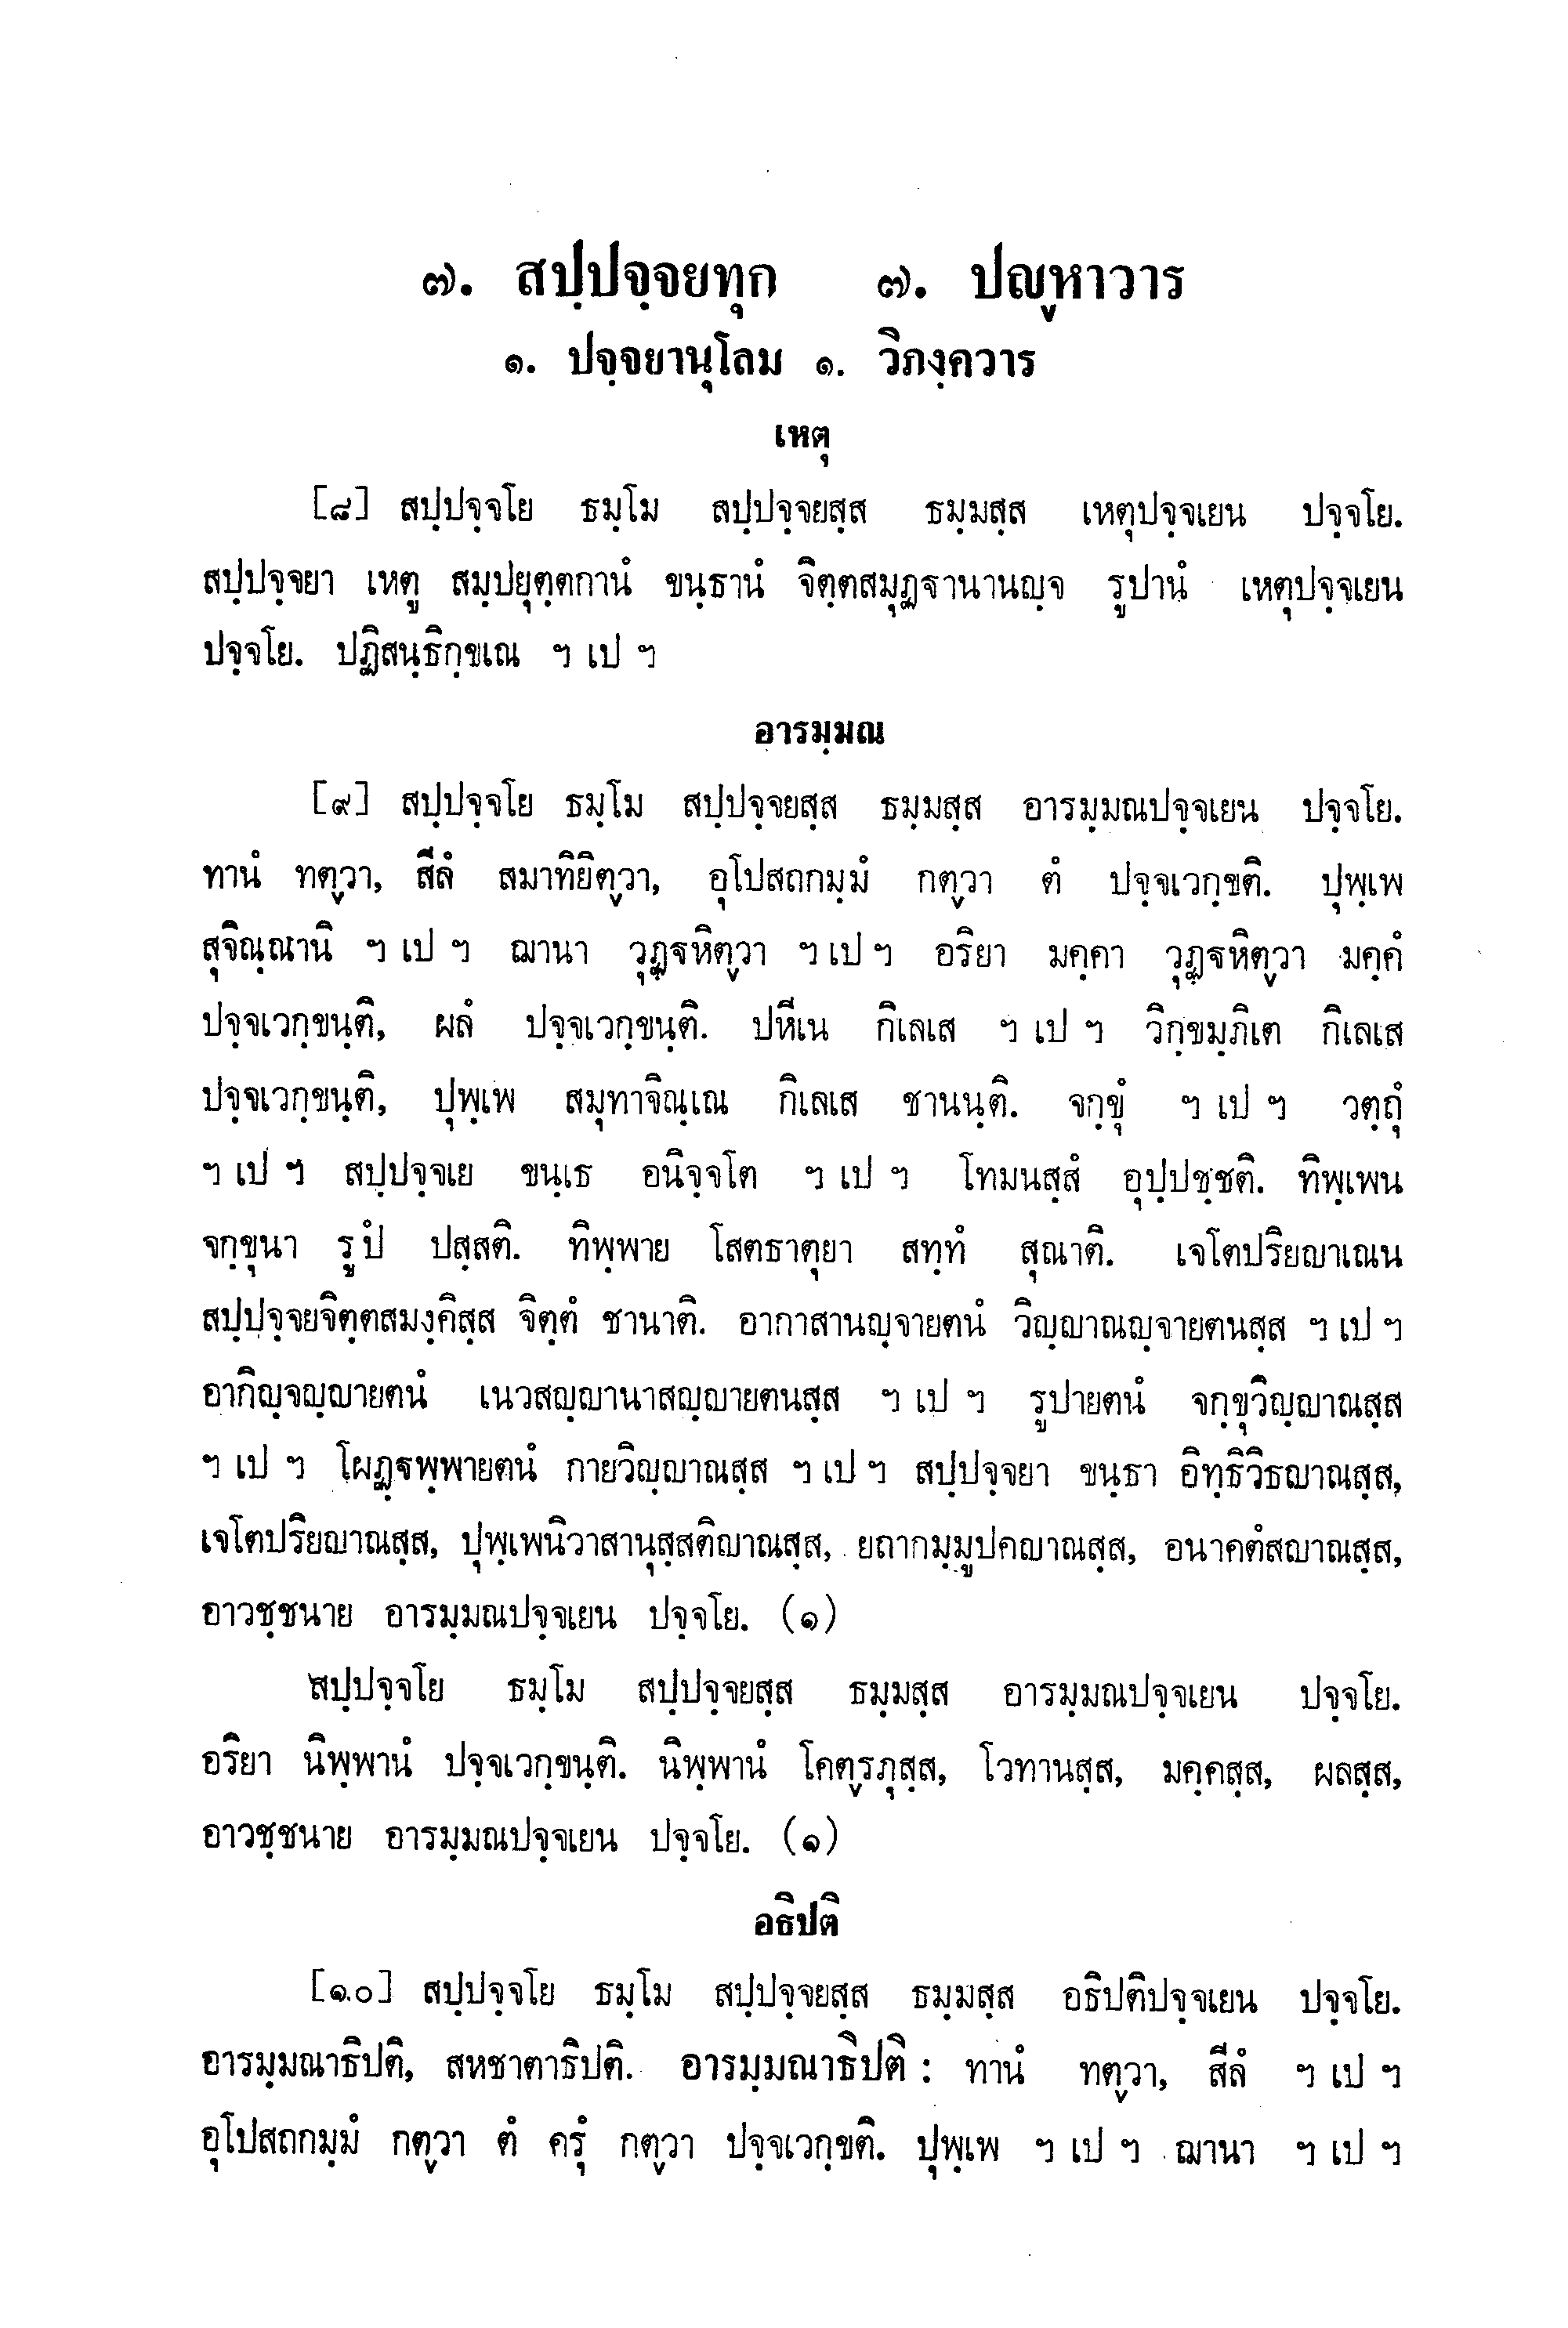 ๗. สปฺปจฺจยทุก ๗. ปญฺหาวาร
๑. ปจฺจยานุโลม ๑. วิภงฺควาร
เหตุ
[๘] สปฺปจฺจโย ธมฺโม สปฺปจฺจยสฺส ธมฺมสฺส เหตุปจฺจเยน ปจฺจโย.
สปฺปจฺจยา เหตู สมฺปยุตฺตกานํ ขนฺธานํ จิตฺตสมุฏฺฐานานญฺจ รูปานํ เหตุปจฺจเยน
ปจฺจโย. ปฏิสนฺธิกฺขเณ ฯ เป ฯ
อารมฺมณ
[๙] สปฺปจฺจโย ธมฺโม สปฺปจฺจยสฺส ธมฺมสฺส อารมฺมณปจฺจเยน ปจฺจโย.
ทานํ ทตฺวา, สีลํ สมาทิยิตฺวา, อุโปสถกมฺมํ กตฺวา ตํ ปจฺจเวกฺขติ. ปุพฺเพ
สุจิณฺณานิ ฯ เป ฯ ฌานา วุฏฺฐหิตฺวา ฯ เป ฯ อริยา มคฺคา วุฏฺฐหิตฺวา มคฺคํ
ปจฺจเวกฺขนฺติ, ผลํ ปจฺจเวกฺขนฺติ. ปหีเน กิเลเส ฯ เป ฯ วิกฺขมฺภิเต กิเลเส
ปจฺจเวกฺขนฺติ, ปุพฺเพ สมุทาจิณฺเณ กิเลเส ชานนฺติ. จกฺขุํ ฯ เป ฯ วตฺถุํ
ฯ เป ฯ สปฺปจฺจเย ขนฺเธ อนิจฺจโต ฯ เป ฯ โทมนสฺสํ อุปฺปชฺชติ. ทิพฺเพน
จกฺขุนา รูปํ ปสฺสติ. ทิพฺพาย โสตธาตุยา สทฺทํ สุณาติ. เจโตปริยญาเณน
สปฺปจฺจยจิตฺตสมงฺคิสฺส จิตฺตํ ชานาติ. อากาสานญฺจายตนํ วิญฺญาณญฺจายตนสฺส ฯ เป ฯ
อากิญฺจญฺญายตนํ เนวสญฺญานาสญฺญายตนสฺส ฯ เป ฯ รูปายตนํ จกฺขุวิญฺญาณสฺส
ฯ เป ฯ โผฏฺฐพฺพายตนํ กายวิญฺญาณสฺส ฯ เป ฯ สปฺปจฺจยา ขนฺธา อิทฺธิวิธญาณสฺส,
เจโตปริยญาณสฺส, ปุพฺเพนิวาสานุสฺสติญาณสฺส, ยถากมฺมูปคญาณสฺส, อนาคตํสญาณสฺส,
อาวชฺชนาย อารมฺมณปจฺจเยน ปจฺจโย. (๑)
สปฺปจฺจโย ธมฺโม สปฺปจฺจยสฺส ธมฺมสฺส อารมฺมณปจฺจเยน ปจฺจโย.
อริยา นิพฺพานํ ปจฺจเวกฺขนฺติ. นิพฺพานํ โคตฺรภุสฺส, โวทานสฺส, มคฺคสฺส, ผลสฺส,
อาวชฺชนาย อารมฺมณปจฺจเยน ปจฺจโย. (๑)
อธิปติ
[๑๐] สปฺปจฺจโย ธมฺโม สปฺปจฺจยสฺส ธมฺมสฺส อธิปติปจฺจเยน ปจฺจโย.
อารมฺมณาธิปติ, สหชาตาธิปติ. อารมฺมณาธิปติ : ทานํ ทตฺวา, สีลํ ฯ เป ฯ
อุโปสถกมฺมํ กตฺวา ตํ ครุํ กตฺวา ปจฺจเวกฺขติ. ปุพฺเพ ฯ เป ฯ ฌานา ฯ เป ฯ